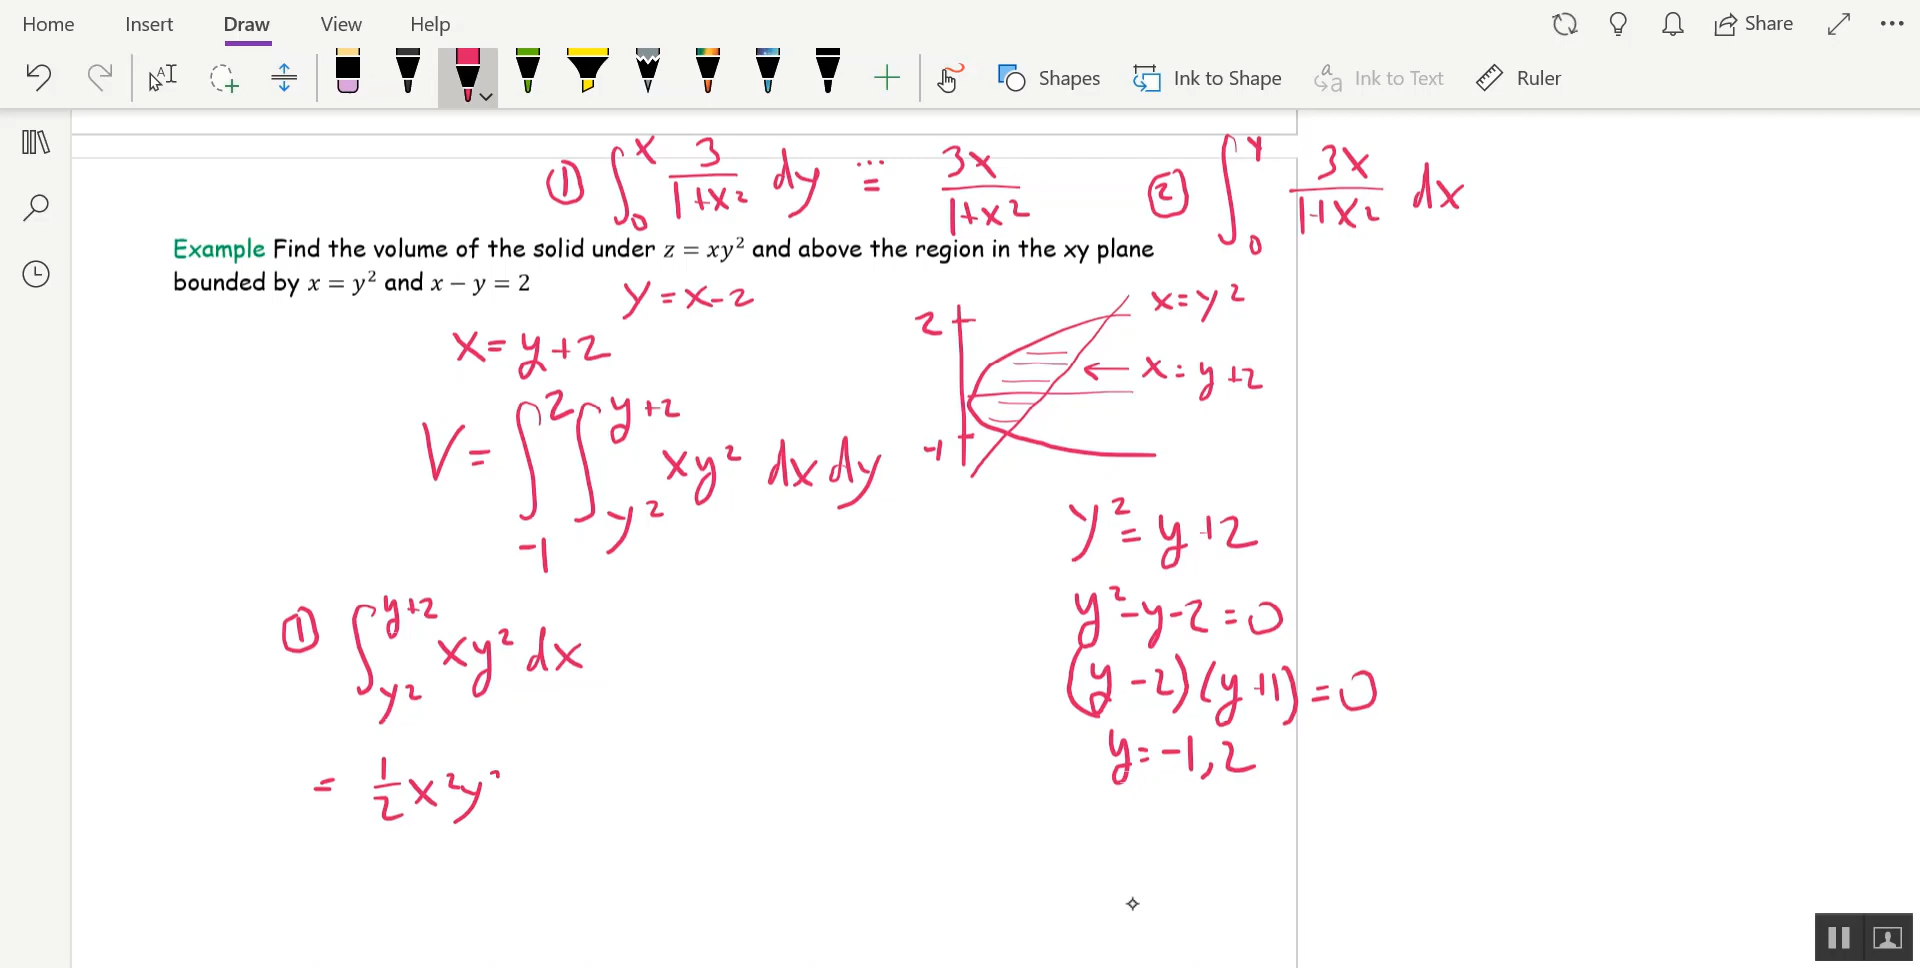 Home Insert Draw View Help Share
Shapes Ink to Shape Ink to Text Ruler
① ∫₀ˣ 3/(1+x²) dy = 3x/(1+x²) ② ∫₀ʸ 3x/(1+x²) dx
Example Find the volume of the solid under z = xy² and above the region in the xy plane
bounded by x = y² and x − y = 2
y = x-2
x = y+2
2
x = y²
x = y+2
-1
V = ∫₋₁² ∫_{y²}^{y+2} xy² dx dy
y² = y+2
y²-y-2 = 0
(y-2)(y+1) = 0
y = -1, 2
① ∫_{y²}^{y+2} xy² dx
= 1/2 x²y